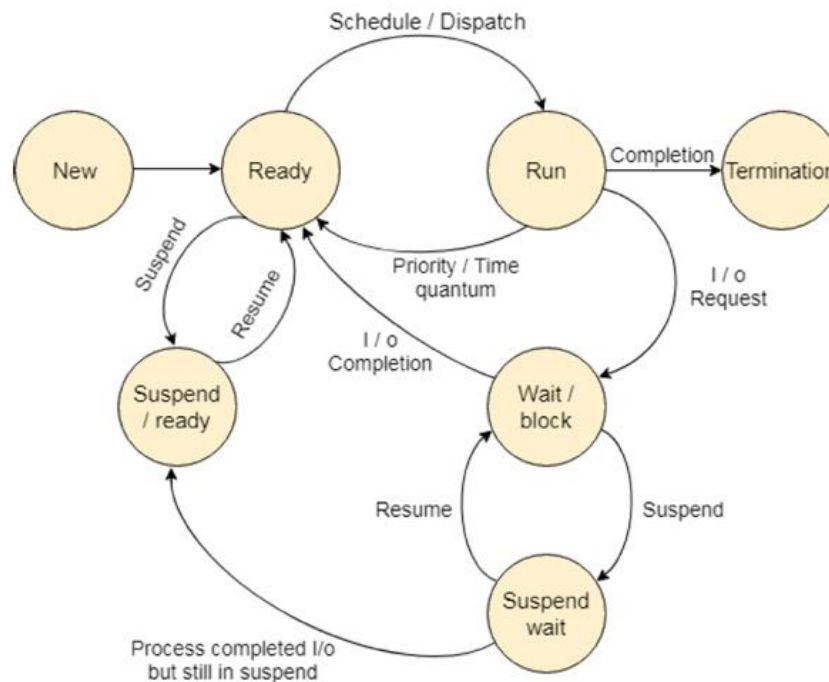 Schedule / Dispatch
New
Ready
Run
Completion
Termination
Suspend
Resume
Priority / Time
quantum
I / o
Request
I / o
Completion
Suspend
/ ready
Wait /
block
Resume
Suspend
Suspend
wait
Process completed I/o
but still in suspend